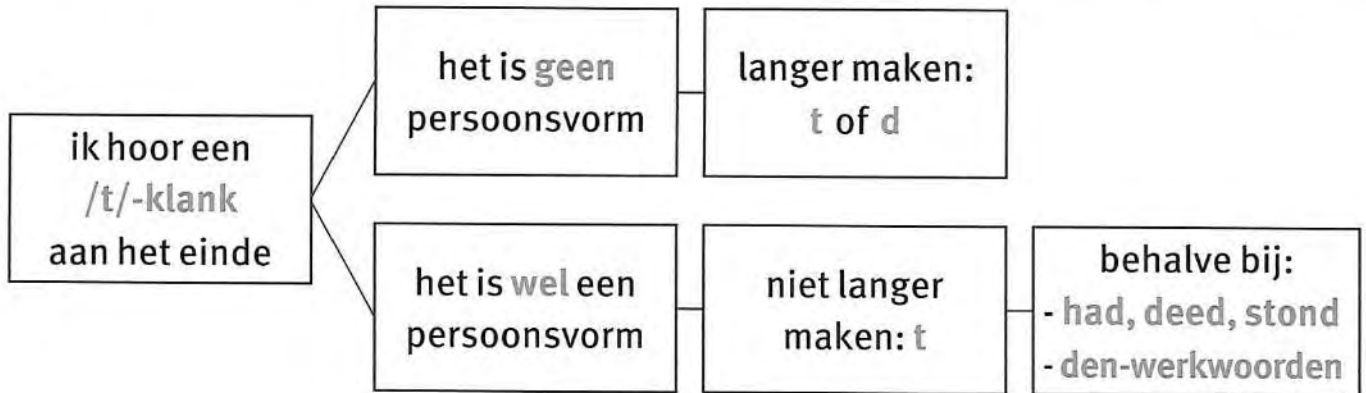 ik hoor een
/t/-klank
aan het einde
het is geen
persoonsvorm
langer maken:
t of d
het is wel een
persoonsvorm
niet langer
maken: t
behalve bij:
- had, deed, stond
- den-werkwoorden